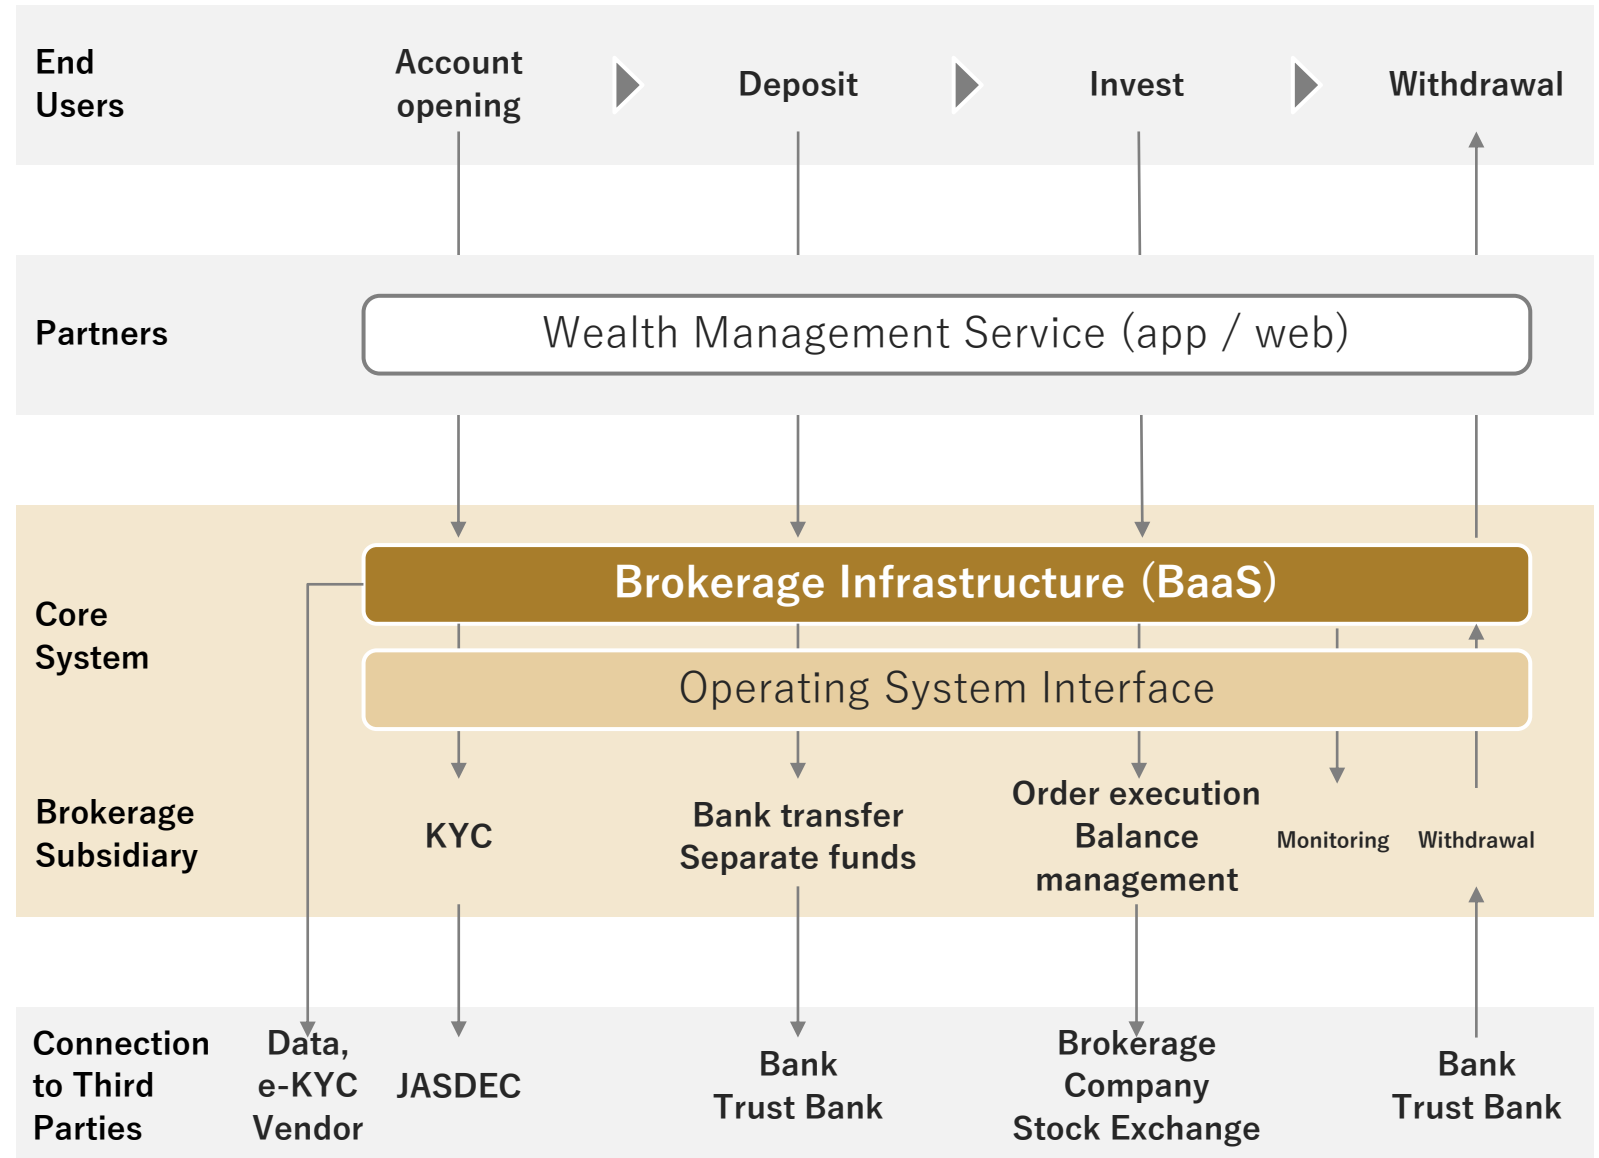 End
Users
Account
opening
Deposit
Invest
Withdrawal
Partners
Wealth Management Service (app / web)
Core
System
Brokerage Infrastructure (BaaS)
Operating System Interface
Brokerage
Subsidiary
KYC
Bank transfer
Separate funds
Order execution
Balance
management
Monitoring
Withdrawal
Connection
to Third
Parties
Data,
e-KYC
Vendor
JASDEC
Bank
Trust Bank
Brokerage
Company
Stock Exchange
Bank
Trust Bank